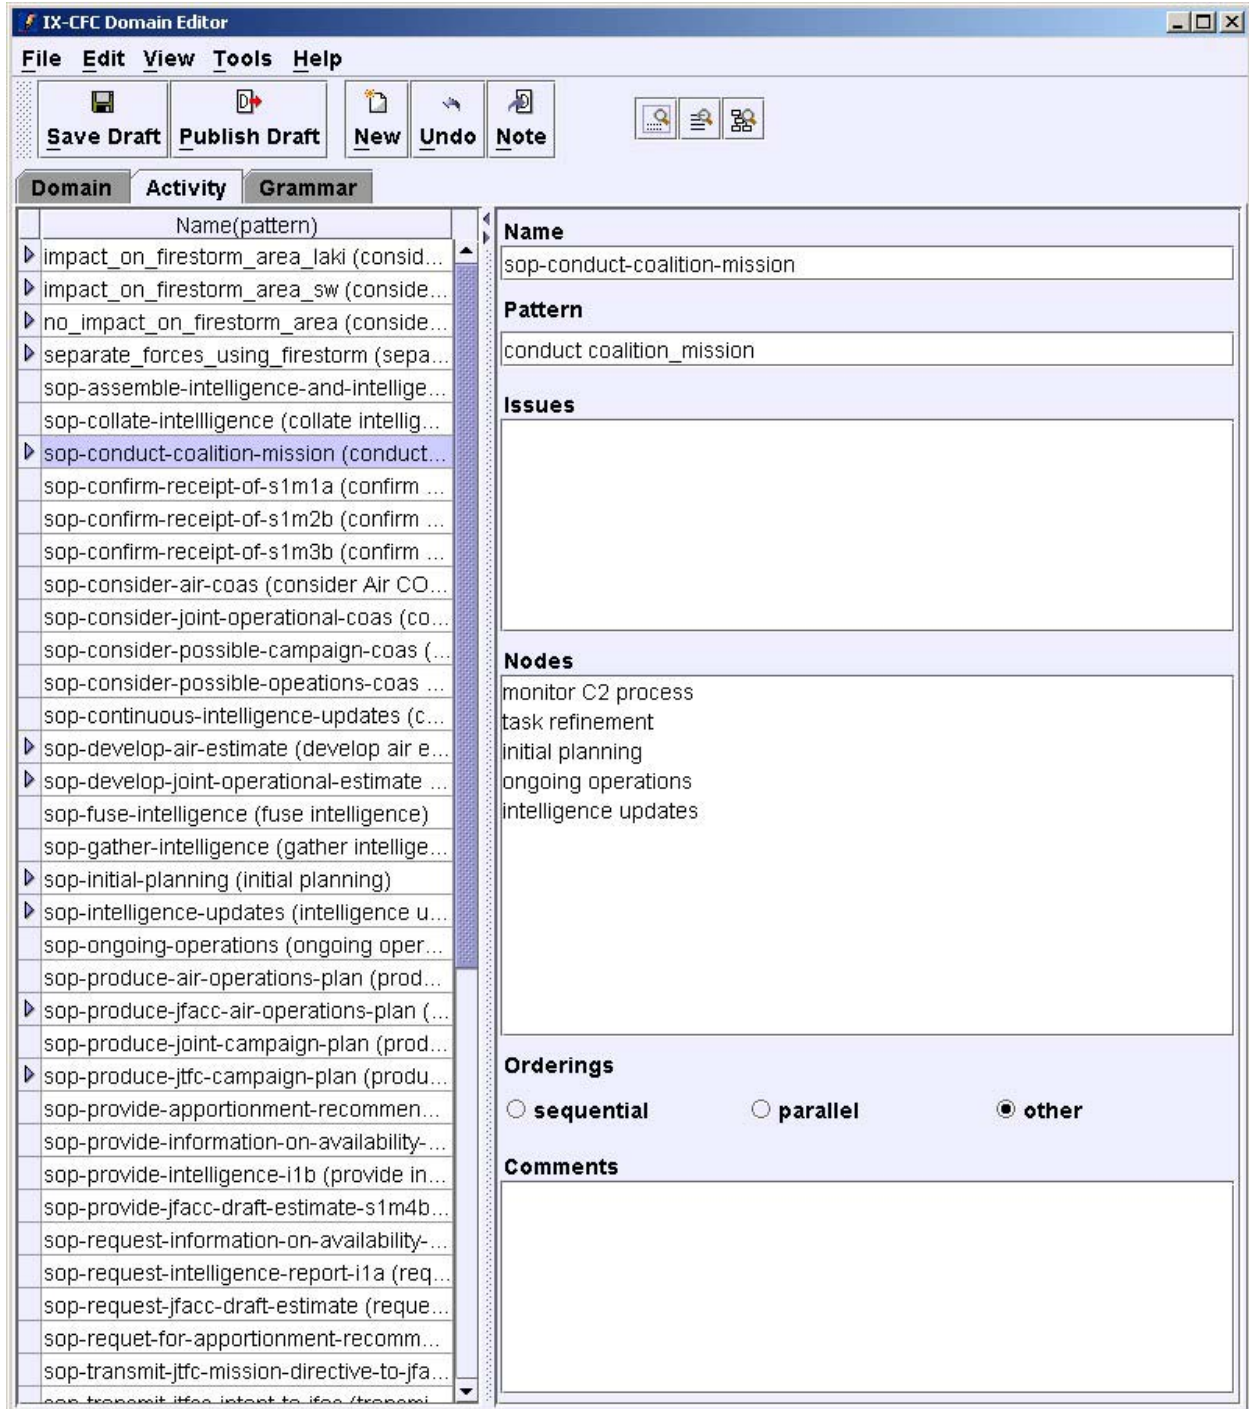 IX-CFC Domain Editor
File Edit View Tools Help
Save Draft Publish Draft New Undo Note
Domain Activity Grammar
Name(pattern)
impact_on_firestorm_area_laki (consid...
impact_on_firestorm_area_sw (conside...
no_impact_on_firestorm_area (conside...
separate_forces_using_firestorm (sepa...
sop-assemble-intelligence-and-intellige...
sop-collate-intellligence (collate intellig...
sop-conduct-coalition-mission (conduct...
sop-confirm-receipt-of-s1m1a (confirm ...
sop-confirm-receipt-of-s1m2b (confirm ...
sop-confirm-receipt-of-s1m3b (confirm ...
sop-consider-air-coas (consider Air CO...
sop-consider-joint-operational-coas (co...
sop-consider-possible-campaign-coas (...
sop-consider-possible-opeations-coas ...
sop-continuous-intelligence-updates (c...
sop-develop-air-estimate (develop air e...
sop-develop-joint-operational-estimate ...
sop-fuse-intelligence (fuse intelligence)
sop-gather-intelligence (gather intellige...
sop-initial-planning (initial planning)
sop-intelligence-updates (intelligence u...
sop-ongoing-operations (ongoing oper...
sop-produce-air-operations-plan (prod...
sop-produce-jfacc-air-operations-plan (...
sop-produce-joint-campaign-plan (prod...
sop-produce-jtfc-campaign-plan (produ...
sop-provide-apportionment-recommen...
sop-provide-information-on-availability-...
sop-provide-intelligence-i1b (provide in...
sop-provide-jfacc-draft-estimate-s1m4b...
sop-request-information-on-availability-...
sop-request-intelligence-report-i1a (req...
sop-request-jfacc-draft-estimate (reque...
sop-requet-for-apportionment-recomm...
sop-transmit-jtfc-mission-directive-to-jfa...
Name
sop-conduct-coalition-mission
Pattern
conduct coalition_mission
Issues
Nodes
monitor C2 process
task refinement
initial planning
ongoing operations
intelligence updates
Orderings
sequential parallel other
Comments